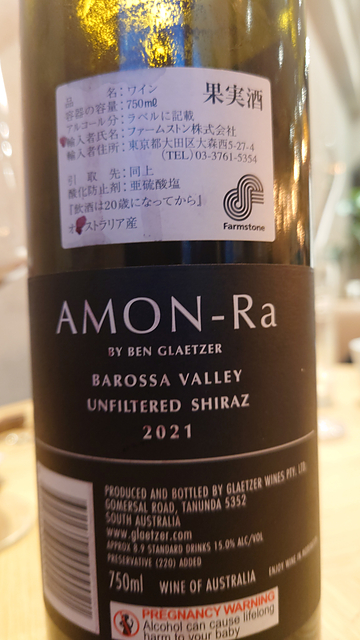 品　　名：ワイン　果実酒
容器の容量：750mℓ
アルコール分：ラベルに記載
輸入者氏名：ファームストン株式会社
輸入者住所：東京都大田区大森西5-27-4
(TEL) 03-3761-5354
引 取 先：同上
酸化防止剤：亜硫酸塩
『飲酒は20歳になってから』
オーストラリア産
Farmstone
AMON-Ra
BY BEN GLAETZER
BAROSSA VALLEY
UNFILTERED SHIRAZ
2021
PRODUCED AND BOTTLED BY GLAETZER WINES PTY. LTD.
GOMERSAL ROAD, TANUNDA 5352
SOUTH AUSTRALIA
www.glaetzer.com
APPROX 8.9 STANDARD DRINKS 15.0% ALC/VOL
PRESERVATIVE (220) ADDED
ENJOY WINE IN
750ml WINE OF AUSTRALIA
PREGNANCY WARNING
Alcohol can cause lifelong
harm to your baby